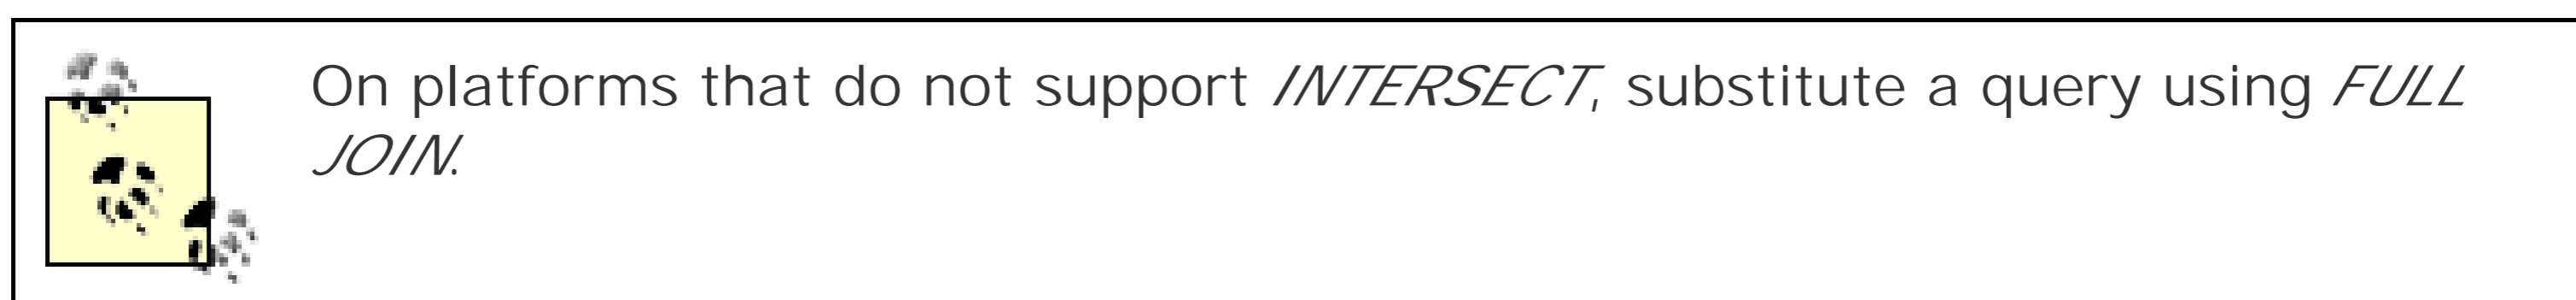 On platforms that do not support INTERSECT, substitute a query using FULL
JOIN.